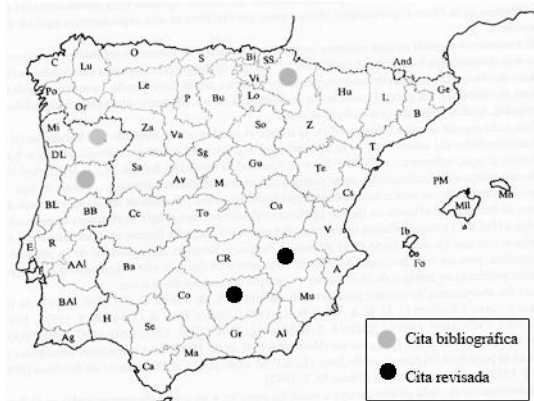 C Lu O S Bi SS
Vi And
Po Or Le P Bu Lo Hu L Ge
B
Mi Za Va So Z
DL Sg T
Sa Av M Gu Te
BL BB Cs PM Mll Mn
Cc To Cu
E R V Ib
Fo
AAl Ba CR A
BAl Co Mu
Ag H Se Gr Al
Ma
Ca
Cita bibliográfica
Cita revisada